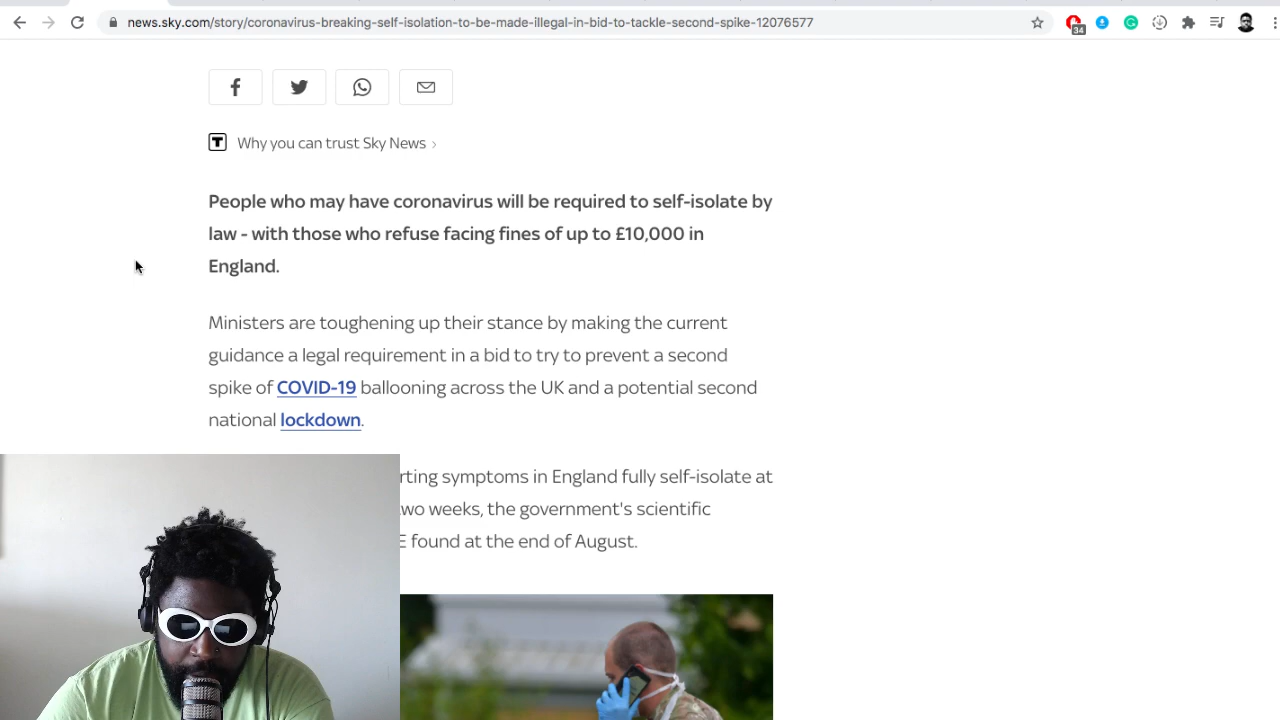 news.sky.com/story/coronavirus-breaking-self-isolation-to-be-made-illegal-in-bid-to-tackle-second-spike-12076577
34
Why you can trust Sky News
People who may have coronavirus will be required to self-isolate by
law - with those who refuse facing fines of up to £10,000 in
England.
Ministers are toughening up their stance by making the current
guidance a legal requirement in a bid to try to prevent a second
spike of COVID-19 ballooning across the UK and a potential second
national lockdown.
rting symptoms in England fully self-isolate at
two weeks, the government's scientific
E found at the end of August.